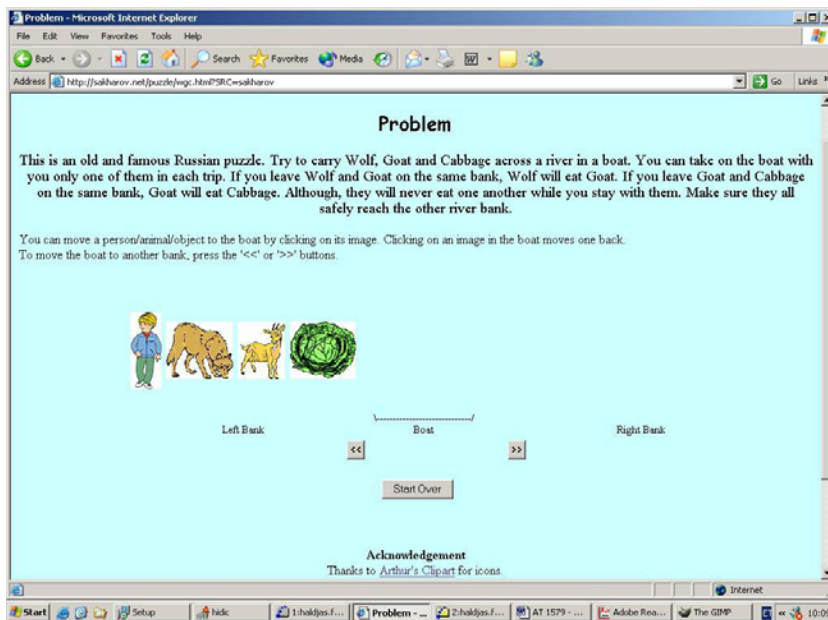 Problem - Microsoft Internet Explorer
File Edit View Favorites Tools Help
Back Search Favorites Media
Address http://sakharov.net/puzzle/wgc.html?SRC=sakharov Go Links
Problem
This is an old and famous Russian puzzle. Try to carry Wolf, Goat and Cabbage across a river in a boat. You can take on the boat with
you only one of them in each trip. If you leave Wolf and Goat on the same bank, Wolf will eat Goat. If you leave Goat and Cabbage
on the same bank, Goat will eat Cabbage. Although, they will never eat one another while you stay with them. Make sure they all
safely reach the other river bank.
You can move a person/animal/object to the boat by clicking on its image. Clicking on an image in the boat moves one back.
To move the boat to another bank, press the '<<' or '>>' buttons.
\----------------------------/
Left Bank Boat Right Bank
<< >>
Start Over
Acknowledgement
Thanks to Arthur's Clipart for icons.
Internet
Start Setup hidic 1:haldjas.f... Problem - ... 2:haldjas.f... AT 1579 - ... Adobe Rea... The GIMP « 10:09